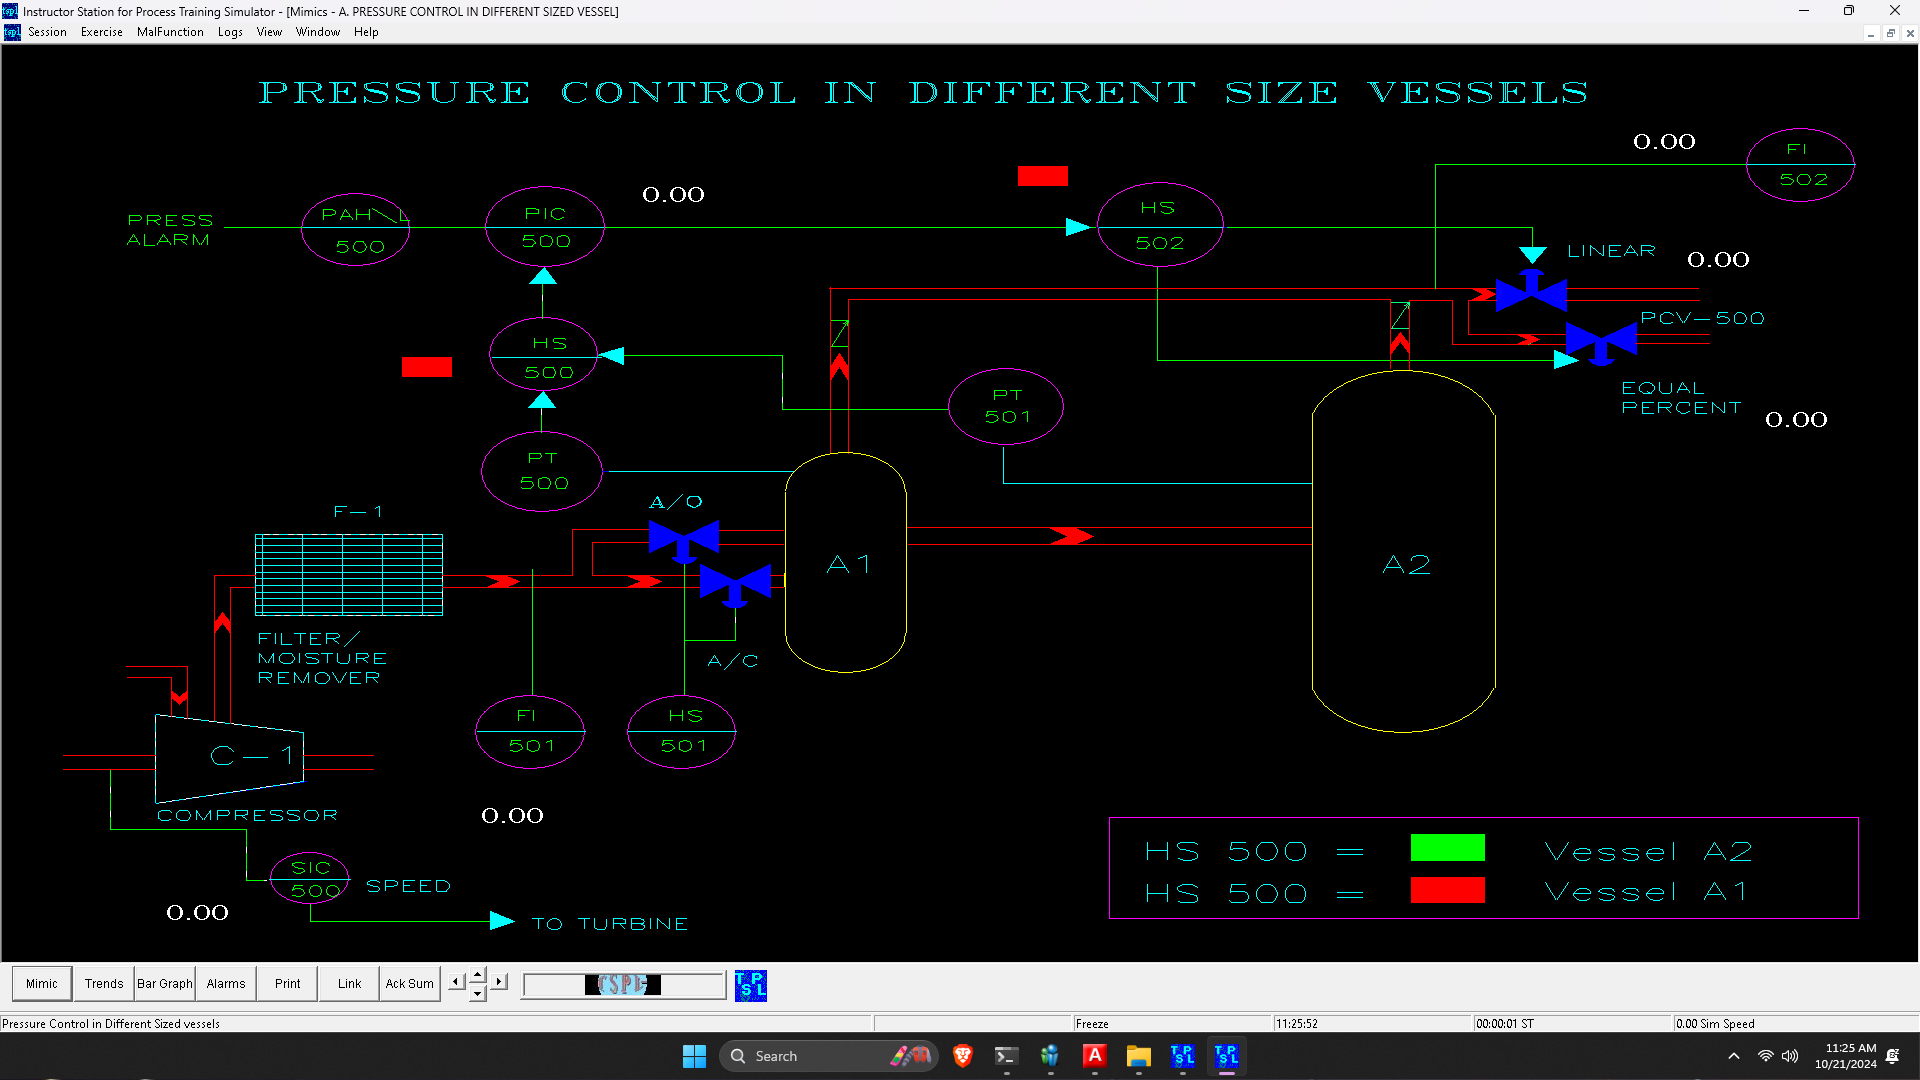 Instructor Station for Process Training Simulator - [Mimics - A. PRESSURE CONTROL IN DIFFERENT SIZED VESSEL]
Session Exercise MalFunction Logs View Window Help
PRESSURE CONTROL IN DIFFERENT SIZE VESSELS
0.00
FI
502
PRESS
ALARM
PAH L
500
PIC
500
0.00
HS
502
LINEAR
0.00
PCV-500
EQUAL
PERCENT
0.00
HS
500
PT
501
PT
500
A/O
F-1
A1
A2
FILTER/
MOISTURE
REMOVER
A/C
C-1
COMPRESSOR
FI
501
HS
501
0.00
SIC
500
SPEED
0.00
TO TURBINE
HS 500 = Vessel A2
HS 500 = Vessel A1
Mimic Trends Bar Graph Alarms Print Link Ack Sum TSPL TPSL
Pressure Control in Different Sized vessels Freeze 11:25:52 00:00:01 ST 0.00 Sim Speed
Search
11:25 AM
10/21/2024